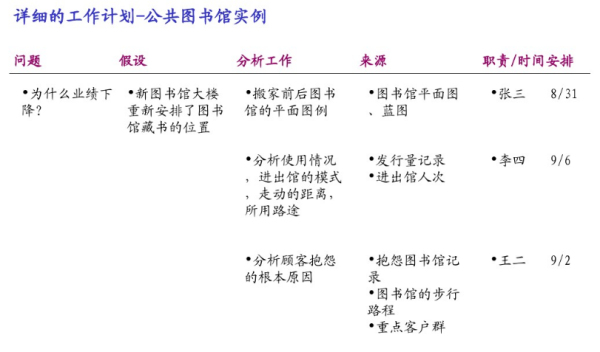 详细的工作计划-公共图书馆实例
问题 假设 分析工作 来源 职责/时间安排
•为什么业绩下降?
•新图书馆大楼重新安排了图书馆藏书的位置
•搬家前后图书馆的平面图例
•图书馆平面图、蓝图
•张三 8/31
•分析使用情况,进出馆的模式,走动的距离,所用路途
•发行量记录
•进出馆人次
•李四 9/6
•分析顾客抱怨的根本原因
•抱怨图书馆记录
•图书馆的步行路程
•重点客户群
•王二 9/2